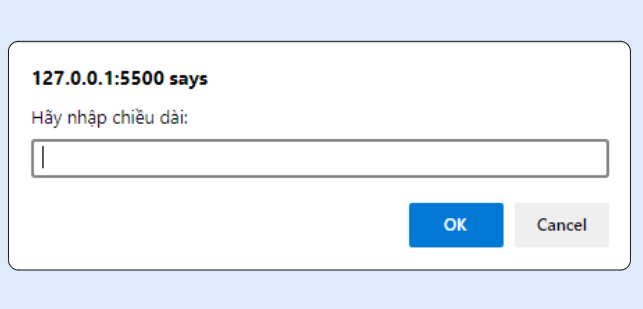 127.0.0.1:5500 says
Hãy nhập chiều dài:
OK
Cancel